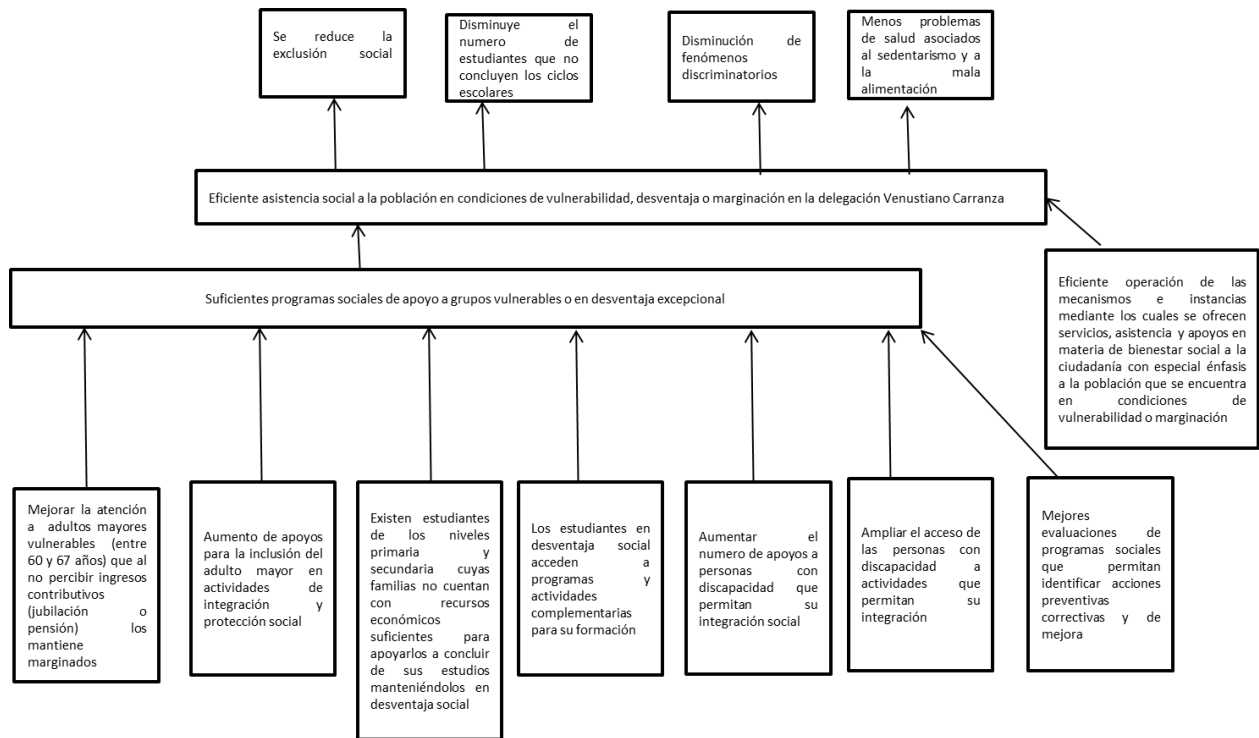 Se reduce la
exclusión social
Disminuye el
numero de
estudiantes que no
concluyen los ciclos
escolares
Disminución de
fenómenos
discriminatorios
Menos problemas
de salud asociados
al sedentarismo y a
la mala
alimentación
Eficiente asistencia social a la población en condiciones de vulnerabilidad, desventaja o marginación en la delegación Venustiano Carranza
Suficientes programas sociales de apoyo a grupos vulnerables o en desventaja excepcional
Eficiente operación de las
mecanismos e instancias
mediante los cuales se ofrecen
servicios, asistencia y apoyos en
materia de bienestar social a la
ciudadanía con especial énfasis
a la población que se encuentra
en condiciones de
vulnerabilidad o marginación
Mejorar la atención
a adultos mayores
vulnerables (entre
60 y 67 años) que al
no percibir ingresos
contributivos
(jubilación o
pensión) los
mantiene
marginados
Aumento de apoyos
para la inclusión del
adulto mayor en
actividades de
integración y
protección social
Existen estudiantes
de los niveles
primaria y
secundaria cuyas
familias no cuentan
con recursos
económicos
suficientes para
apoyarlos a concluir
de sus estudios
manteniéndolos en
desventaja social
Los estudiantes en
desventaja social
acceden a
programas y
actividades
complementarias
para su formación
Aumentar el
numero de apoyos a
personas con
discapacidad que
permitan su
integración social
Ampliar el acceso de
las personas con
discapacidad a
actividades que
permitan su
integración
Mejores
evaluaciones de
programas sociales
que permitan
identificar acciones
preventivas
correctivas y de
mejora